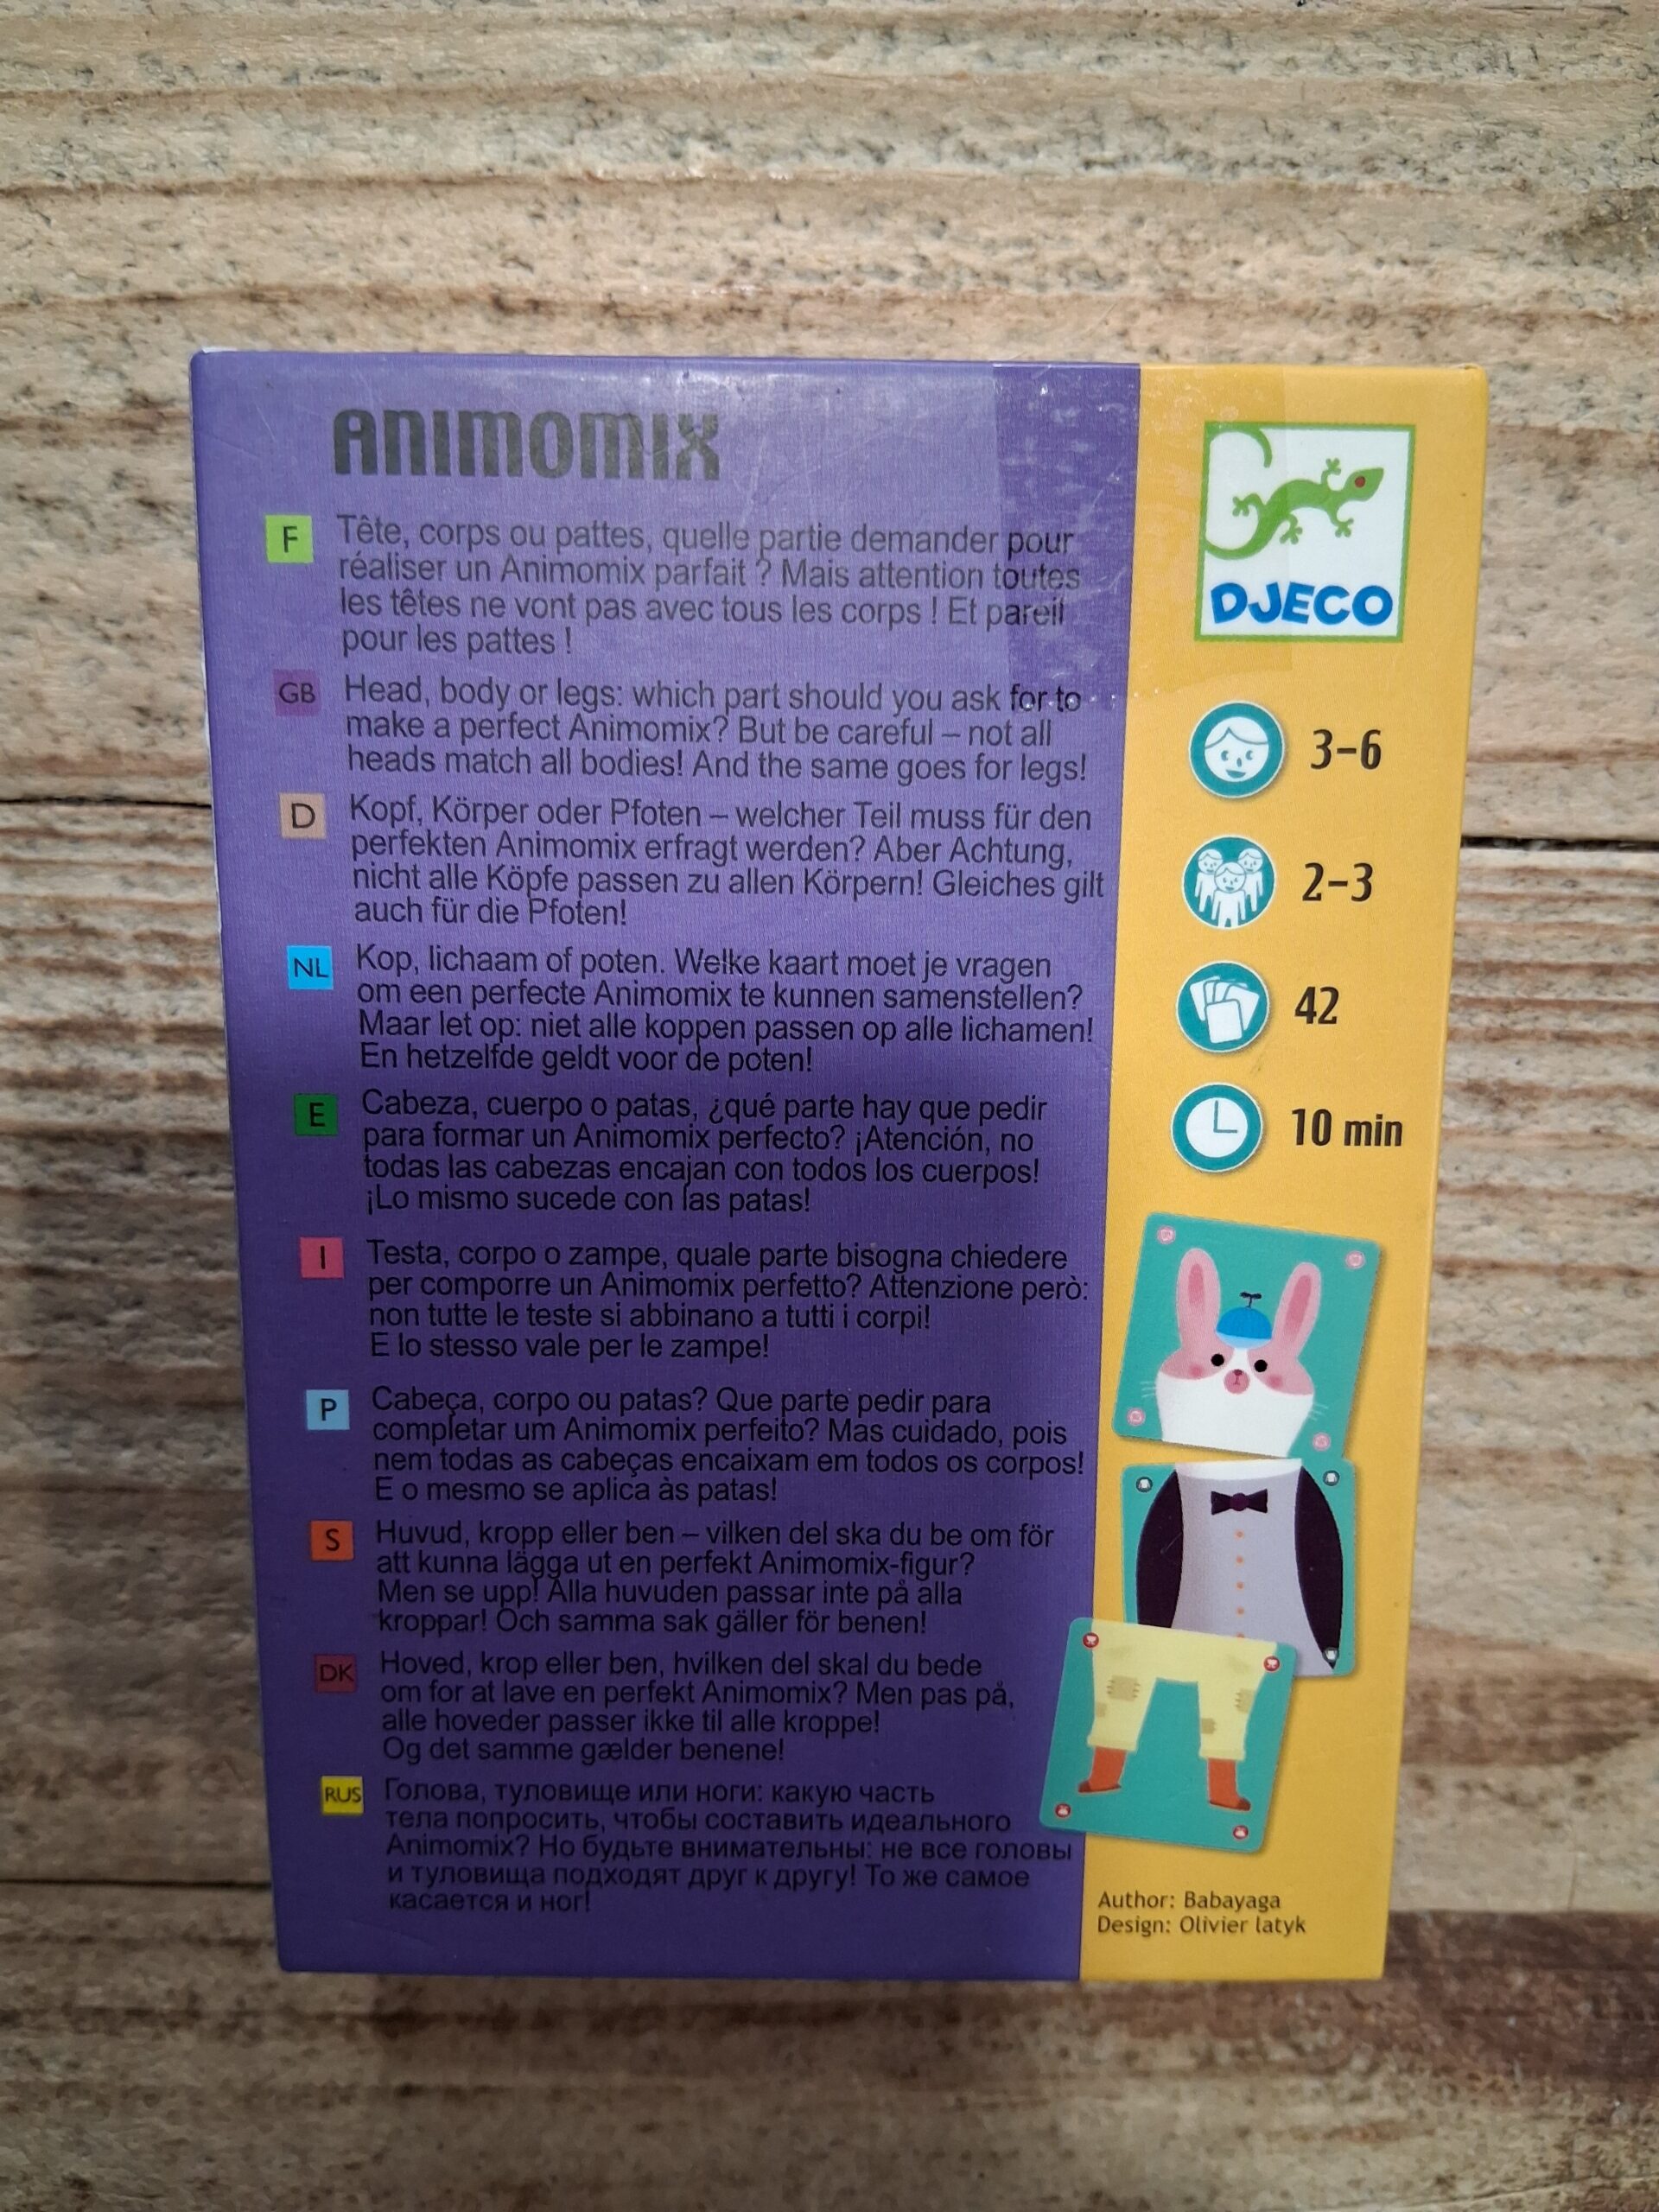 ANIMOMIX
F
Tête, corps ou pattes, quelle partie demander pour
réaliser un Animomix parfait ? Mais attention toutes
les têtes ne vont pas avec tous les corps ! Et pareil
pour les pattes !
GB
Head, body or legs: which part should you ask for to
make a perfect Animomix? But be careful – not all
heads match all bodies! And the same goes for legs!
D
Kopf, Körper oder Pfoten – welcher Teil muss für den
perfekten Animomix erfragt werden? Aber Achtung,
nicht alle Köpfe passen zu allen Körpern! Gleiches gilt
auch für die Pfoten!
NL
Kop, lichaam of poten. Welke kaart moet je vragen
om een perfecte Animomix te kunnen samenstellen?
Maar let op: niet alle koppen passen op alle lichamen!
En hetzelfde geldt voor de poten!
E
Cabeza, cuerpo o patas, ¿qué parte hay que pedir
para formar un Animomix perfecto? ¡Atención, no
todas las cabezas encajan con todos los cuerpos!
¡Lo mismo sucede con las patas!
I
Testa, corpo o zampe, quale parte bisogna chiedere
per comporre un Animomix perfetto? Attenzione però:
non tutte le teste si abbinano a tutti i corpi!
E lo stesso vale per le zampe!
P
Cabeça, corpo ou patas? Que parte pedir para
completar um Animomix perfeito? Mas cuidado, pois
nem todas as cabeças encaixam em todos os corpos!
E o mesmo se aplica às patas!
S
Huvud, kropp eller ben – vilken del ska du be om för
att kunna lägga ut en perfekt Animomix-figur?
Men se upp! Alla huvuden passar inte på alla
kroppar! Och samma sak gäller för benen!
DK
Hoved, krop eller ben, hvilken del skal du bede
om for at lave en perfekt Animomix? Men pas på,
alle hoveder passer ikke til alle kroppe!
Og det samme gælder benene!
RUS
Голова, туловище или ноги: какую часть
тела попросить, чтобы составить идеального
Animomix? Но будьте внимательны: не все головы
и туловища подходят друг к другу! То же самое
касается и ног!
DJECO
3-6
2-3
42
10 min
Author: Babayaga
Design: Olivier latyk